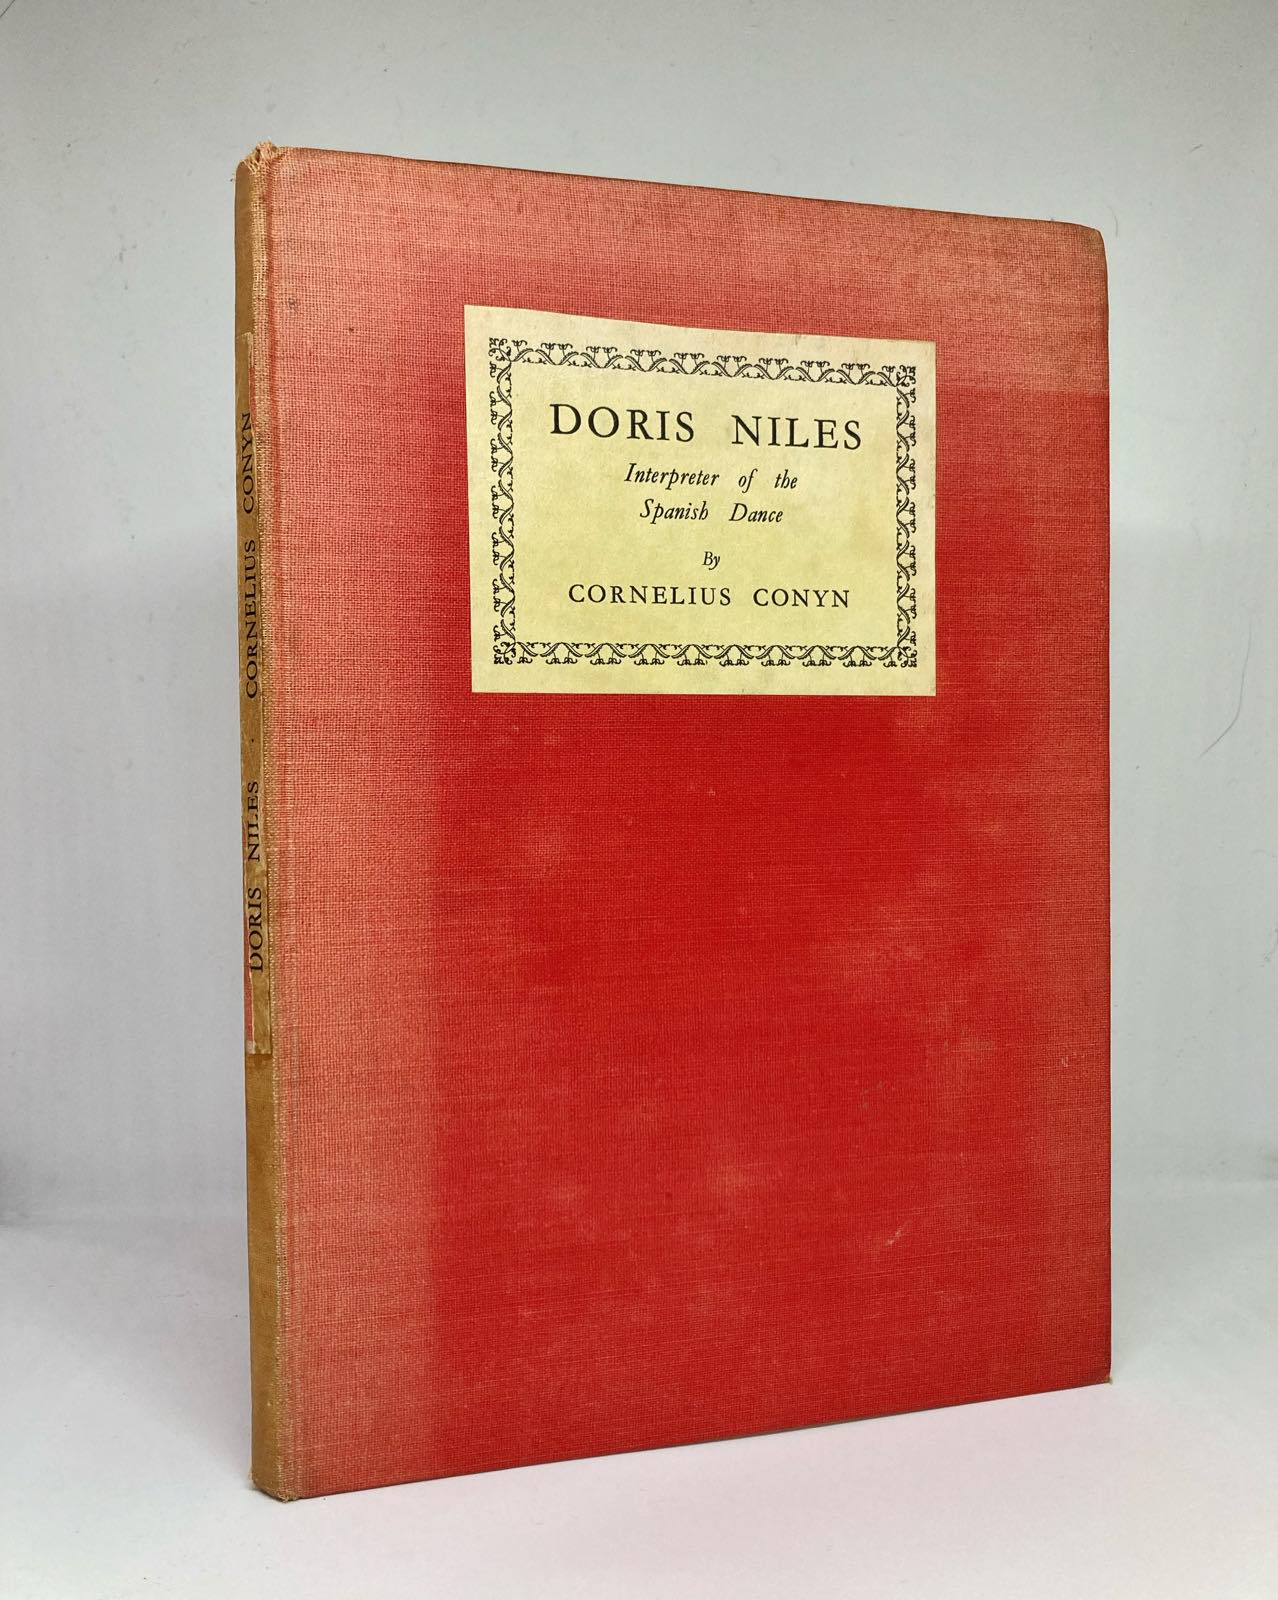 DORIS NILES
Interpreter of the
Spanish Dance
By
CORNELIUS CONYN
DORIS NILES . CORNELIUS CONYN